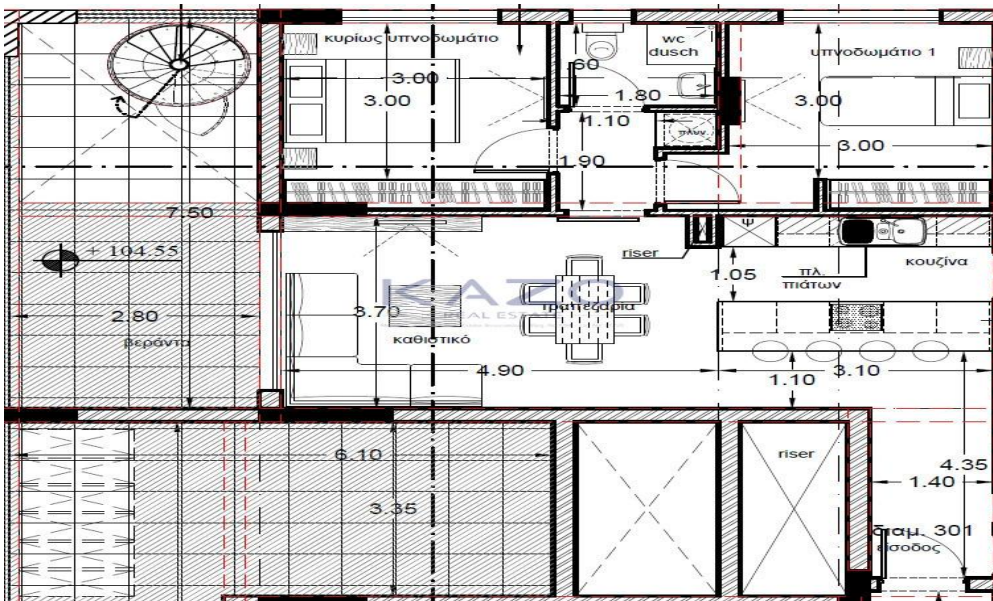 κυρίως υπνοδωμάτιο
wc
dusch
υπνοδωμάτιο 1
.60
3.00
3.00
1.80
3.00
1.10
πλυν.
3.00
1.90
7.50
+ 104.55
riser
Ψ
1.05
πλ.
πιάτων
κουζίνα
KAZO
REAL ESTATE
τραπεζαρία
2.80
βεράντα
3.70
καθιστικό
4.90
3.10
1.10
6.10
riser
4.35
1.40
3.35
διαμ. 301
είσοδος